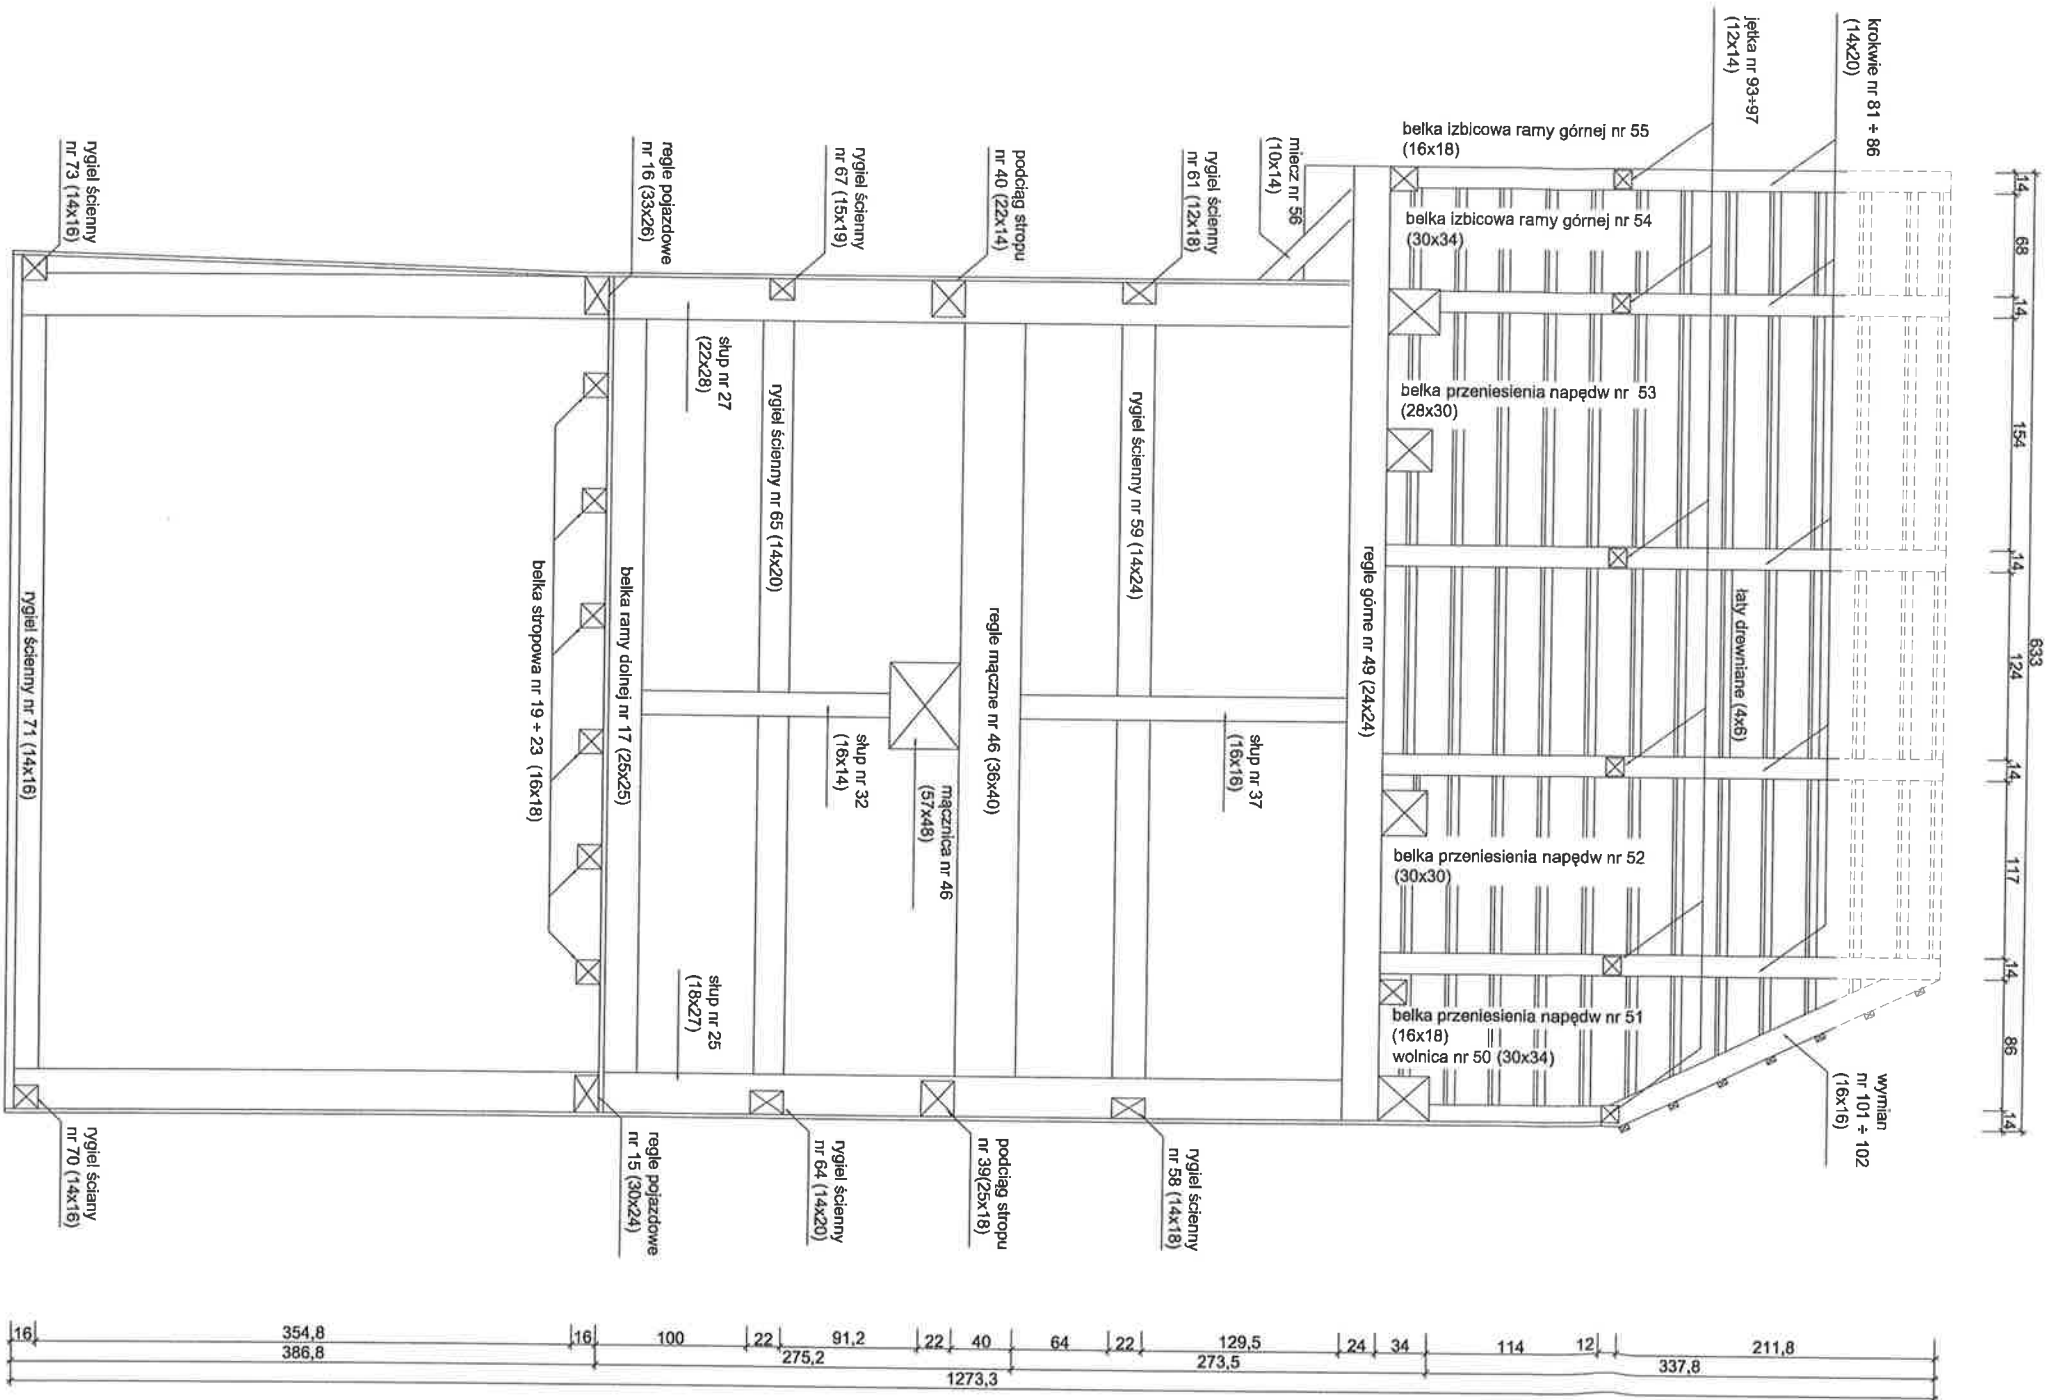 krokwie nr 81 ÷ 86
(14x20)
jętka nr 93÷97
(12x14)
belka izbicowa ramy górnej nr 55
(16x18)
miecz nr 56
(10x14)
rygiel ścienny
nr 61 (12x18)
podciąg stropu
nr 40 (22x14)
rygiel ścienny
nr 67 (15x19)
regle pojazdowe
nr 16 (33x26)
rygiel ścienny
nr 73 (14x16)
belka izbicowa ramy górnej nr 54
(30x34)
belka przeniesienia napędw nr 53
(28x30)
słup nr 27
(22x28)
rygiel ścienny nr 65 (14x20)
rygiel ścienny nr 59 (14x24)
regle górne nr 49 (24x24)
łaty drewniane (4x6)
regle mączne nr 46 (36x40)
belka ramy dolnej nr 17 (25x25)
belka stropowa nr 19 ÷ 23 (16x18)
rygiel ścienny nr 71 (14x16)
słup nr 32
(16x14)
mącznica nr 46
(57x48)
słup nr 37
(16x16)
belka przeniesienia napędw nr 52
(30x30)
belka przeniesienia napędw nr 51
(16x18)
wolnica nr 50 (30x34)
słup nr 25
(18x27)
wymian
nr 101 ÷ 102
(16x16)
rygiel ścienny
nr 58 (14x18)
podciąg stropu
nr 39(25x18)
rygiel ścienny
nr 64 (14x20)
regle pojazdowe
nr 15 (30x24)
rygiel ściany
nr 70 (14x16)
14 68 14 154 14 124 14 117 14 86 14
633
16 354,8 16 100 22 91,2 22 40 64 22 129,5 24 34 114 12 211,8
386,8 275,2 273,5 337,8
1273,3